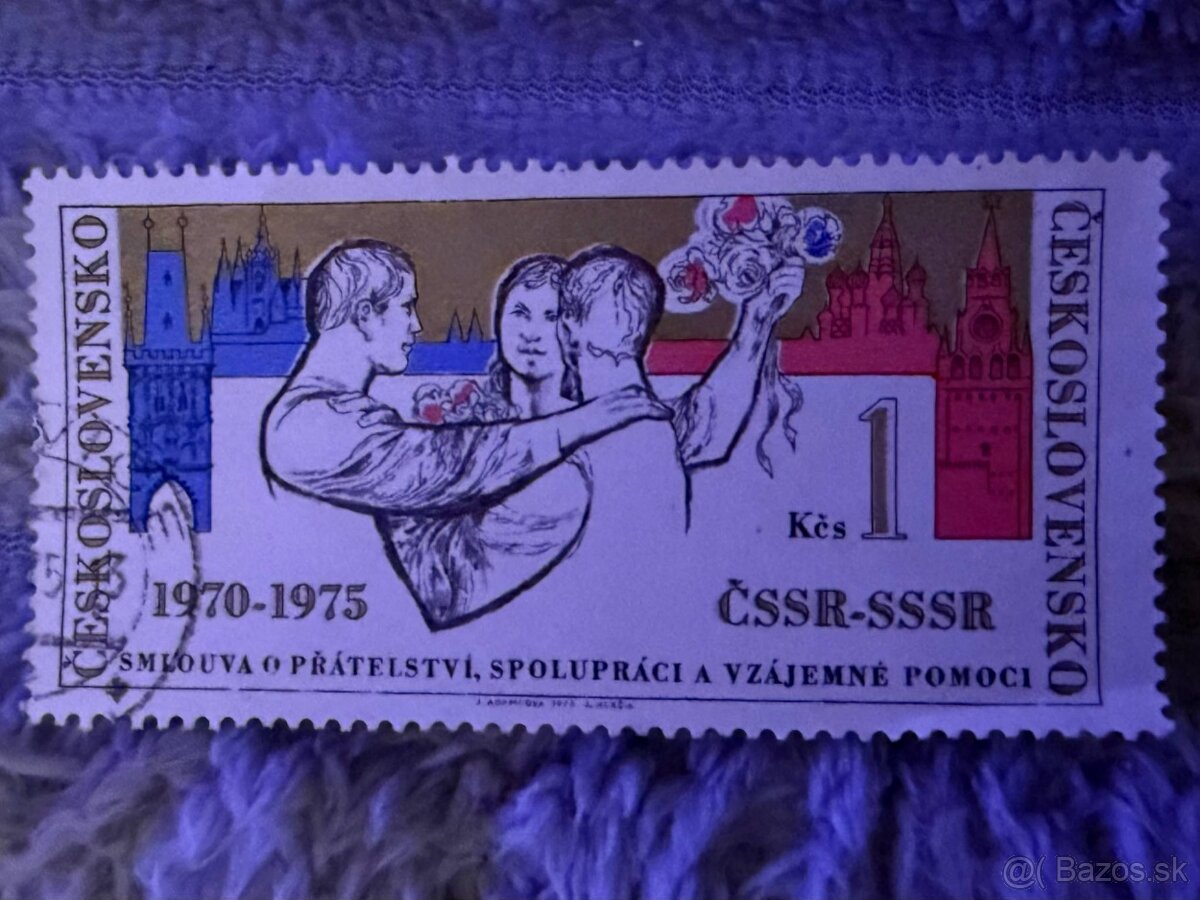 ČESKOSLOVENSKO
ČESKOSLOVENSKO
Kčs 1
1970-1975
ČSSR-SSSR
SMLOUVA O PŘÁTELSTVÍ, SPOLUPRÁCI A VZÁJEMNÉ POMOCI
@( Bazos.sk